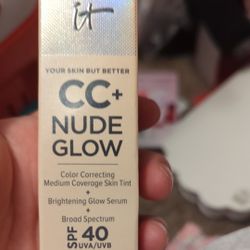 it
YOUR SKIN BUT BETTER
CC+
NUDE
GLOW
Color Correcting
Medium Coverage Skin Tint
+
Brightening Glow Serum
+
Broad Spectrum
SPF 40
UVA/UVB